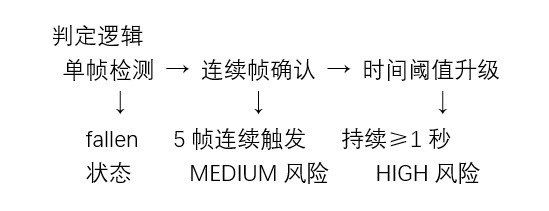 判定逻辑
单帧检测 → 连续帧确认 → 时间阈值升级
↓ ↓ ↓
fallen 5 帧连续触发 持续≥1 秒
状态 MEDIUM 风险 HIGH 风险